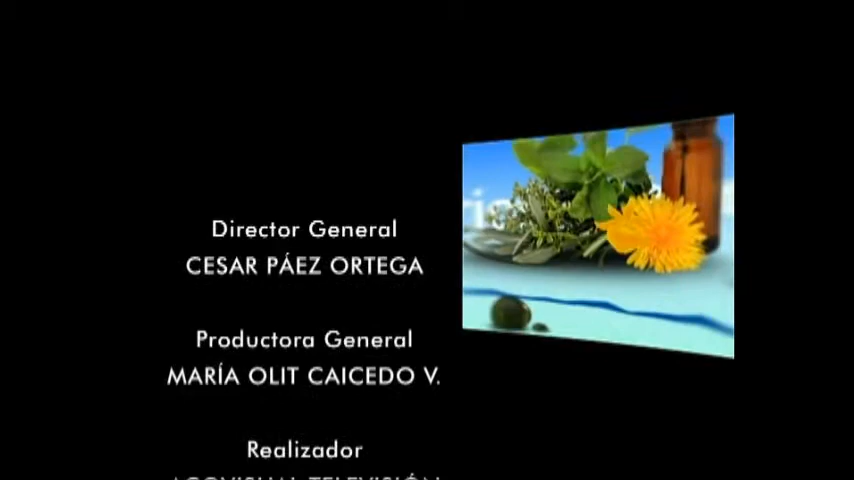 Director General
CESAR PÁEZ ORTEGA
Productora General
MARÍA OLIT CAICEDO V.
Realizador